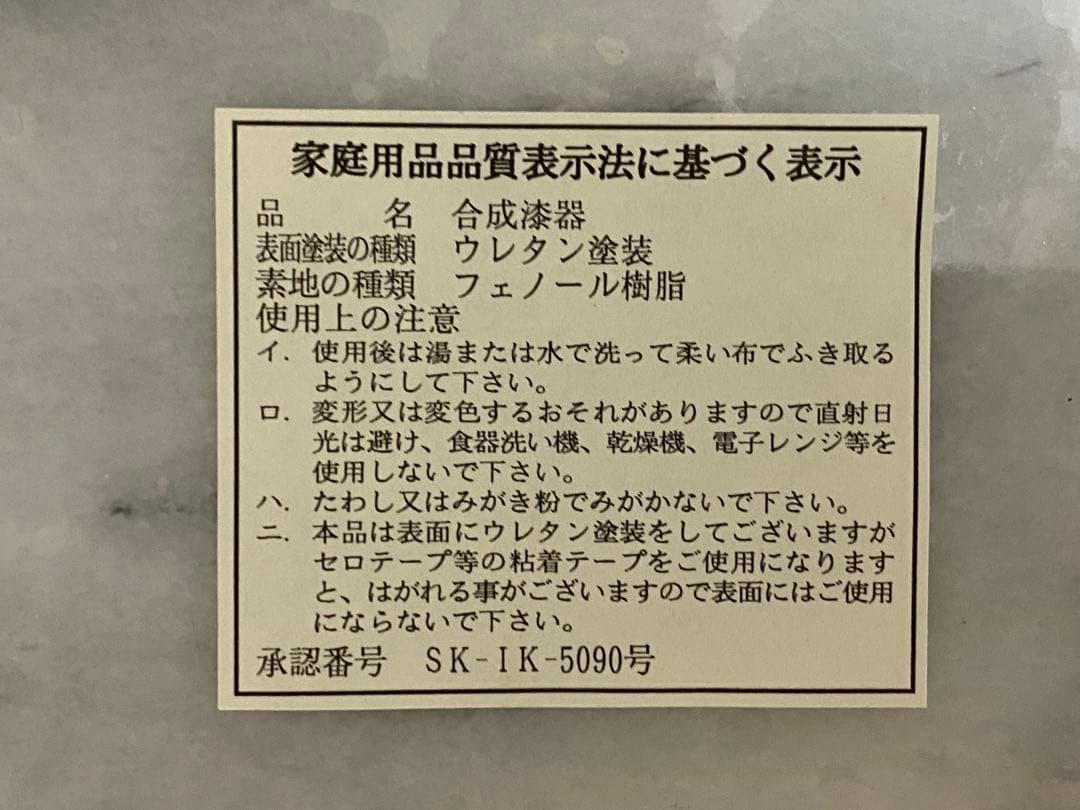 家庭用品品質表示法に基づく表示
品　　　名　合成漆器
表面塗装の種類　ウレタン塗装
素地の種類　フェノール樹脂
使用上の注意
イ．使用後は湯または水で洗って柔い布でふき取る
ようにして下さい。
ロ．変形又は変色するおそれがありますので直射日
光は避け、食器洗い機、乾燥機、電子レンジ等を
使用しないで下さい。
ハ．たわし又はみがき粉でみがかないで下さい。
ニ．本品は表面にウレタン塗装をしてございますが
セロテープ等の粘着テープをご使用になります
と、はがれる事がございますので表面にはご使用
にならないで下さい。
承認番号　SK-IK-5090号